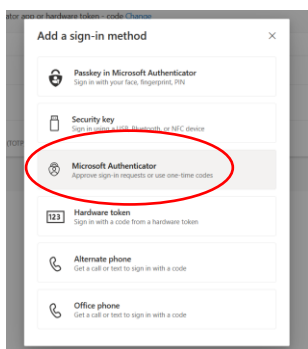 ator app or hardware token - code Change
Add a sign-in method
Passkey in Microsoft Authenticator
Sign in with your face, fingerprint, PIN
Security key
Sign in using a USB, Bluetooth, or NFC device
Microsoft Authenticator
Approve sign-in requests or use one-time codes
123
Hardware token
Sign in with a code from a hardware token
Alternate phone
Get a call or text to sign in with a code
Office phone
Get a call or text to sign in with a code